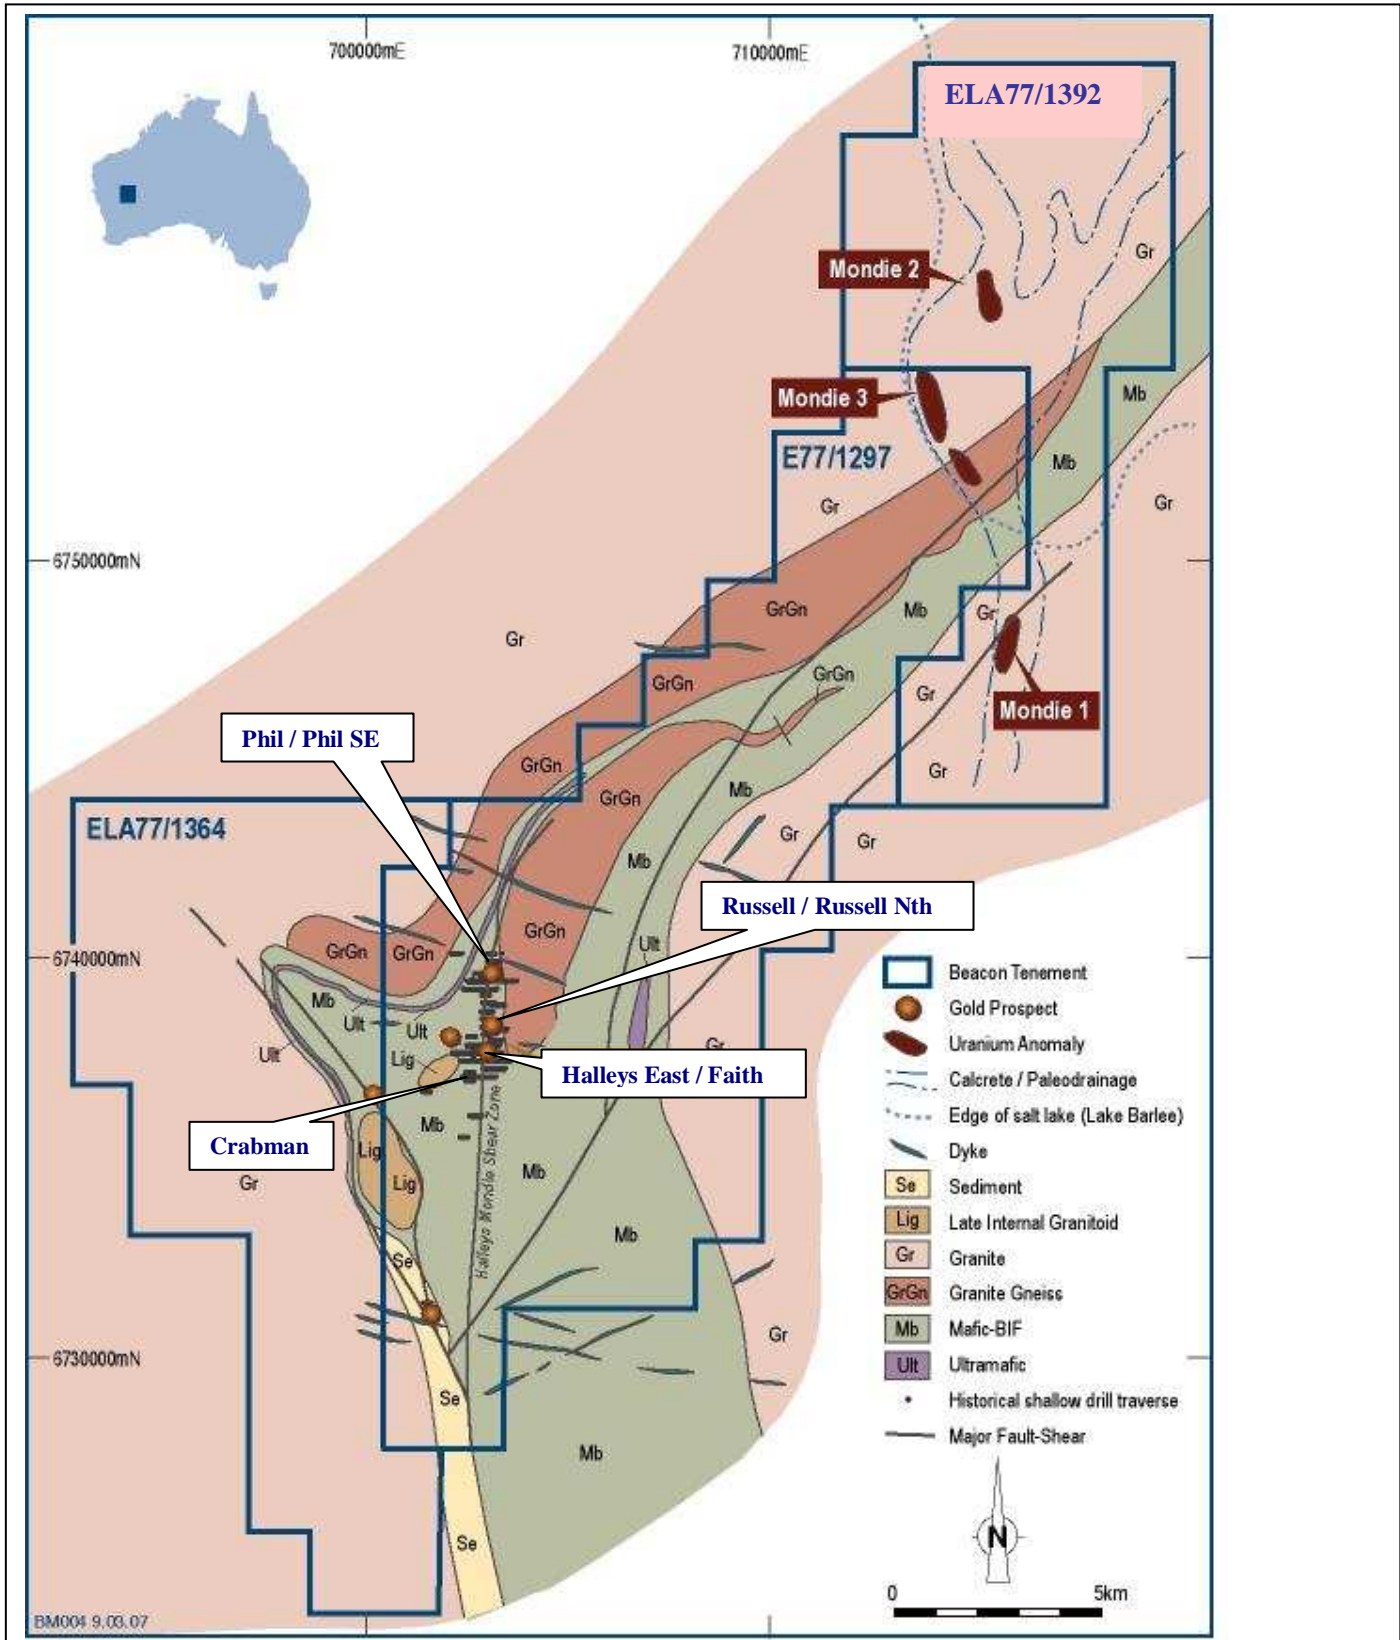 700000mE
710000mE
ELA77/1392
Gr
Mondie 2
Mondie 3
Mb
E77/1297
Mb
Gr
Gr
6750000mN
GrGn
Mb
Gr
Gr
GrGn
GrGn
Gr
Mondie 1
Phil / Phil SE
GrGn
Gr
GrGn
Mb
ELA77/1364
Gr
Gr
Mb
Russell / Russell Nth
GrGn
Ult
GrGn
GrGn
6740000mN
Mb
Ult
Ult
Ult
Lig
Gr
Halleys East / Faith
Mb
Crabman
Lig
Lig
Gr
Halleys Mondie Shear Zone
Mb
Mb
Se
Gr
6730000mN
Se
Mb
Se
Beacon Tenement
Gold Prospect
Uranium Anomaly
Calcrete / Paleodrainage
Edge of salt lake (Lake Barlee)
Dyke
Se Sediment
Lig Late Internal Granitoid
Gr Granite
GrGn Granite Gneiss
Mb Mafic-BIF
Ult Ultramafic
Historical shallow drill traverse
Major Fault-Shear
N
0 5km
BM004 9.03.07